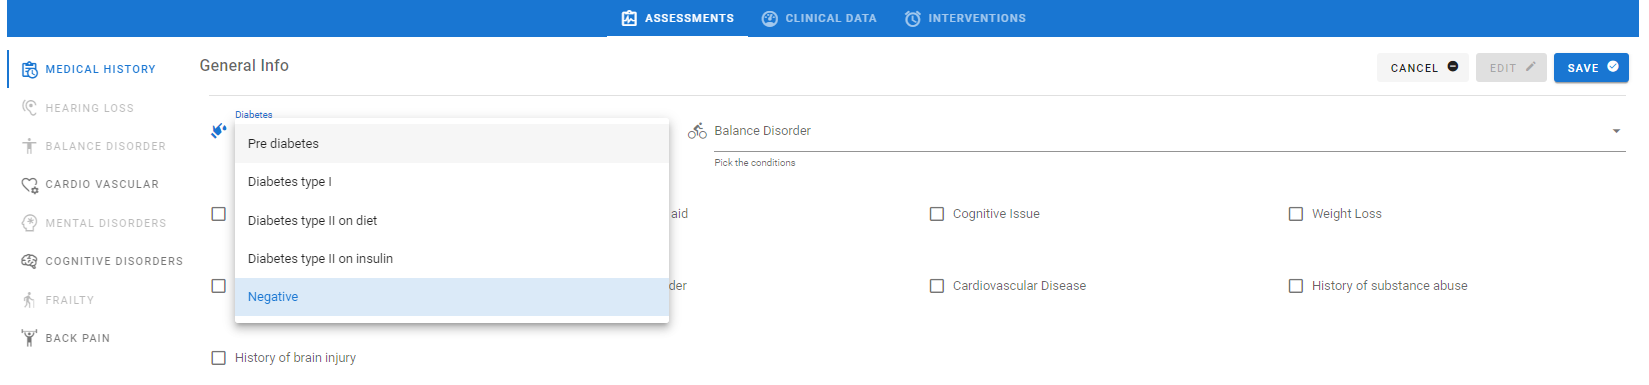 ASSESSMENTS CLINICAL DATA INTERVENTIONS
MEDICAL HISTORY
HEARING LOSS
BALANCE DISORDER
CARDIO VASCULAR
MENTAL DISORDERS
COGNITIVE DISORDERS
FRAILTY
BACK PAIN
General Info
CANCEL EDIT SAVE
Diabetes
Pre diabetes
Diabetes type I
Diabetes type II on diet
Diabetes type II on insulin
Negative
Balance Disorder
Pick the conditions
aid Cognitive Issue Weight Loss
der Cardiovascular Disease History of substance abuse
History of brain injury